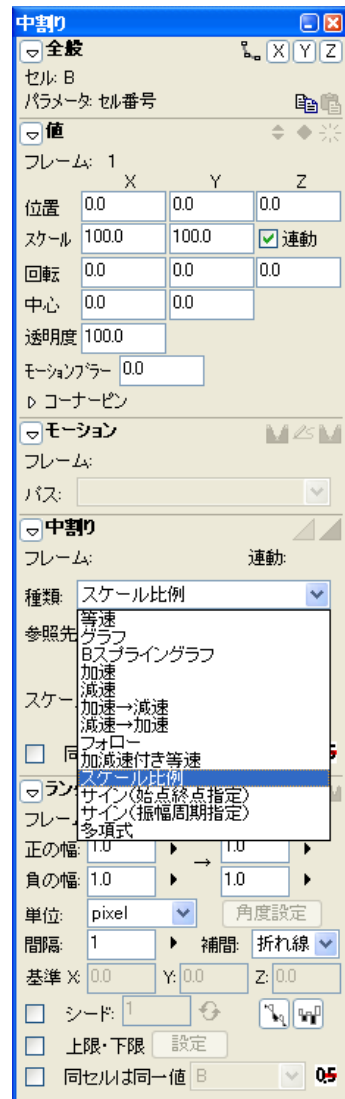 中割り
全般 X Y Z
セル: B
パラメータ: セル番号
値
フレーム: 1
X Y Z
位置 0.0 0.0 0.0
スケール 100.0 100.0 連動
回転 0.0 0.0 0.0
中心 0.0 0.0
透明度 100.0
モーションブラー 0.0
コーナーピン
モーション
フレーム:
パス:
中割り
フレーム: 連動:
種類: スケール比例
参照先
等速
グラフ
Bスプライングラフ
加速
減速
スケー
加速→減速
減速→加速
フォロー
加減速付き等速
同
スケール比例
サイン(始点終点指定)
サイン(振幅周期指定)
多項式
ラン
フレー
正の幅: 1.0 → 1.0
負の幅: 1.0 1.0
単位: pixel 角度設定
間隔: 1 補間: 折れ線
基準 X: 0.0 Y: 0.0 Z: 0.0
シード: 1
上限・下限 設定
同セルは同一値 B 0.5